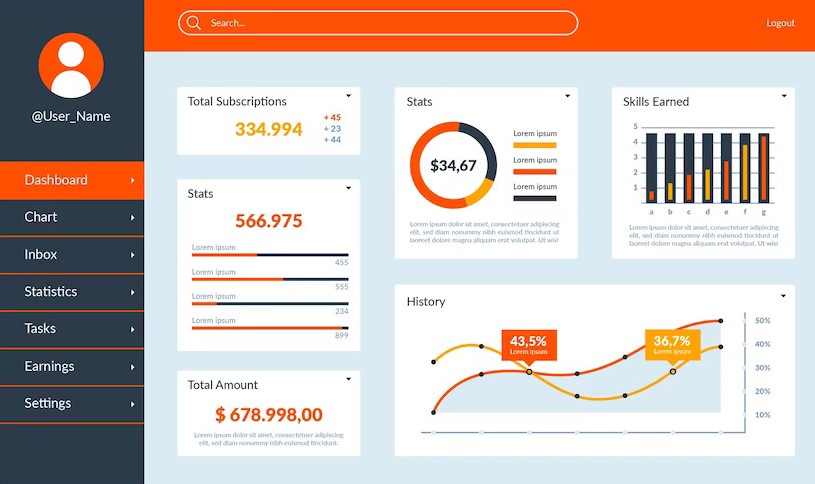 Search...
Logout
@User_Name
Dashboard
Chart
Inbox
Statistics
Tasks
Earnings
Settings
Total Subscriptions
334.994
+ 45
+ 23
+ 44
Stats
566.975
Lorem ipsum
455
Lorem ipsum
555
Lorem ipsum
234
Lorem ipsum
899
Total Amount
$ 678.998,00
Lorem ipsum dolor sit amet, consectetuer adipiscing
elit, sed diam nonummy nibh euismod tincidunt.
Stats
$34,67
Lorem ipsum
Lorem ipsum
Lorem ipsum
Lorem ipsum dolor sit amet, consectetuer adipiscing
elit, sed diam nonummy nibh euismod tincidunt ut
laoreet dolore magna aliquam erat volutpat. Ut wisi
Skills Earned
5
4
3
2
1
a b c d e f g
Lorem ipsum dolor sit amet, consectetuer adipiscing
elit, sed diam nonummy nibh euismod tincidunt ut
laoreet dolore magna aliquam erat volutpat. Ut wisi
History
43,5%
Lorem ipsum
36,7%
Lorem ipsum
50%
40%
30%
20%
10%